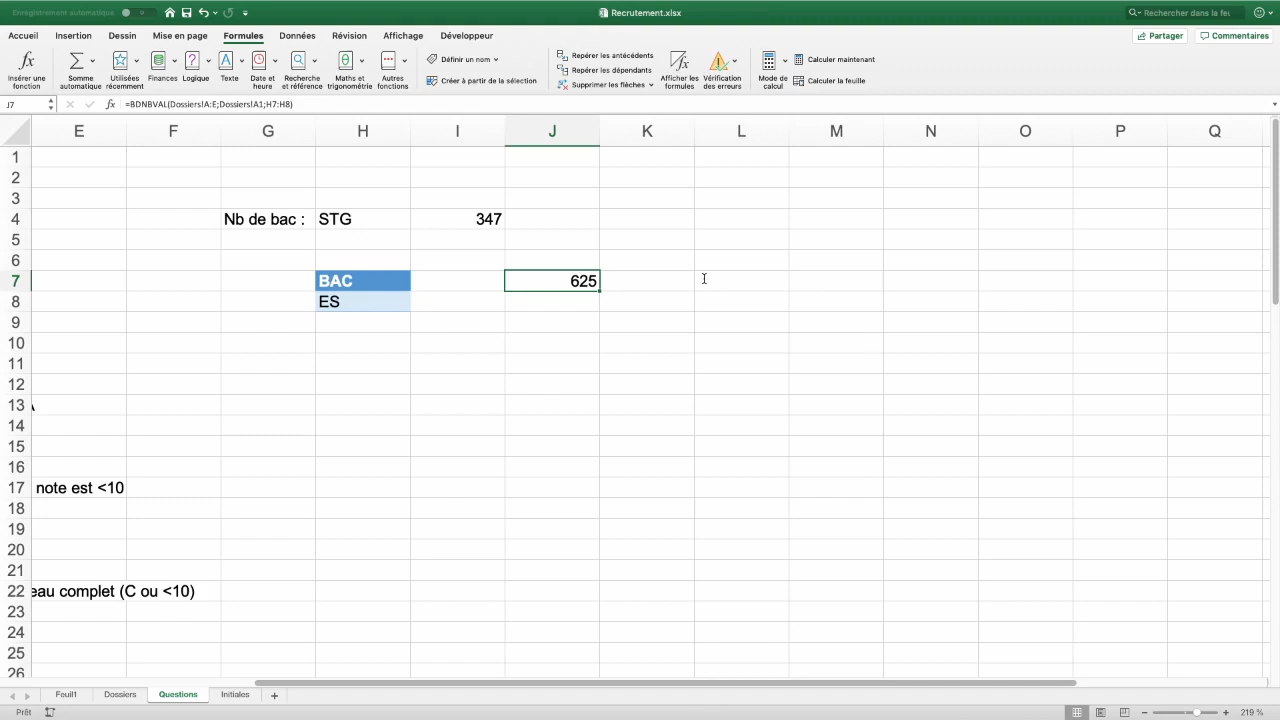 Enregistrement automatique
Recrutement.xlsx
Rechercher dans la feu
Accueil Insertion Dessin Mise en page Formules Données Révision Affichage Développeur
Partager Commentaires
Insérer une fonction
Somme automatique
Utilisées récemment
Finances
Logique
Texte
Date et heure
Recherche et référence
Maths et trigonométrie
Autres fonctions
Définir un nom
Créer à partir de la sélection
Repérer les antécédents
Repérer les dépendants
Supprimer les flèches
Afficher les formules
Vérification des erreurs
Mode de calcul
Calculer maintenant
Calculer la feuille
J7 fx =BDNBVAL(Dossiers!A:E;Dossiers!A1;H7:H8)
E F G H I J K L M N O P Q
1
2
3
4 Nb de bac : STG 347
5
6
7 BAC 625
8 ES
9
10
11
12
13
14
15
16
17 note est <10
18
19
20
21
22 eau complet (C ou <10)
23
24
25
26
Feuil1 Dossiers Questions Initiales +
Prêt 219 %